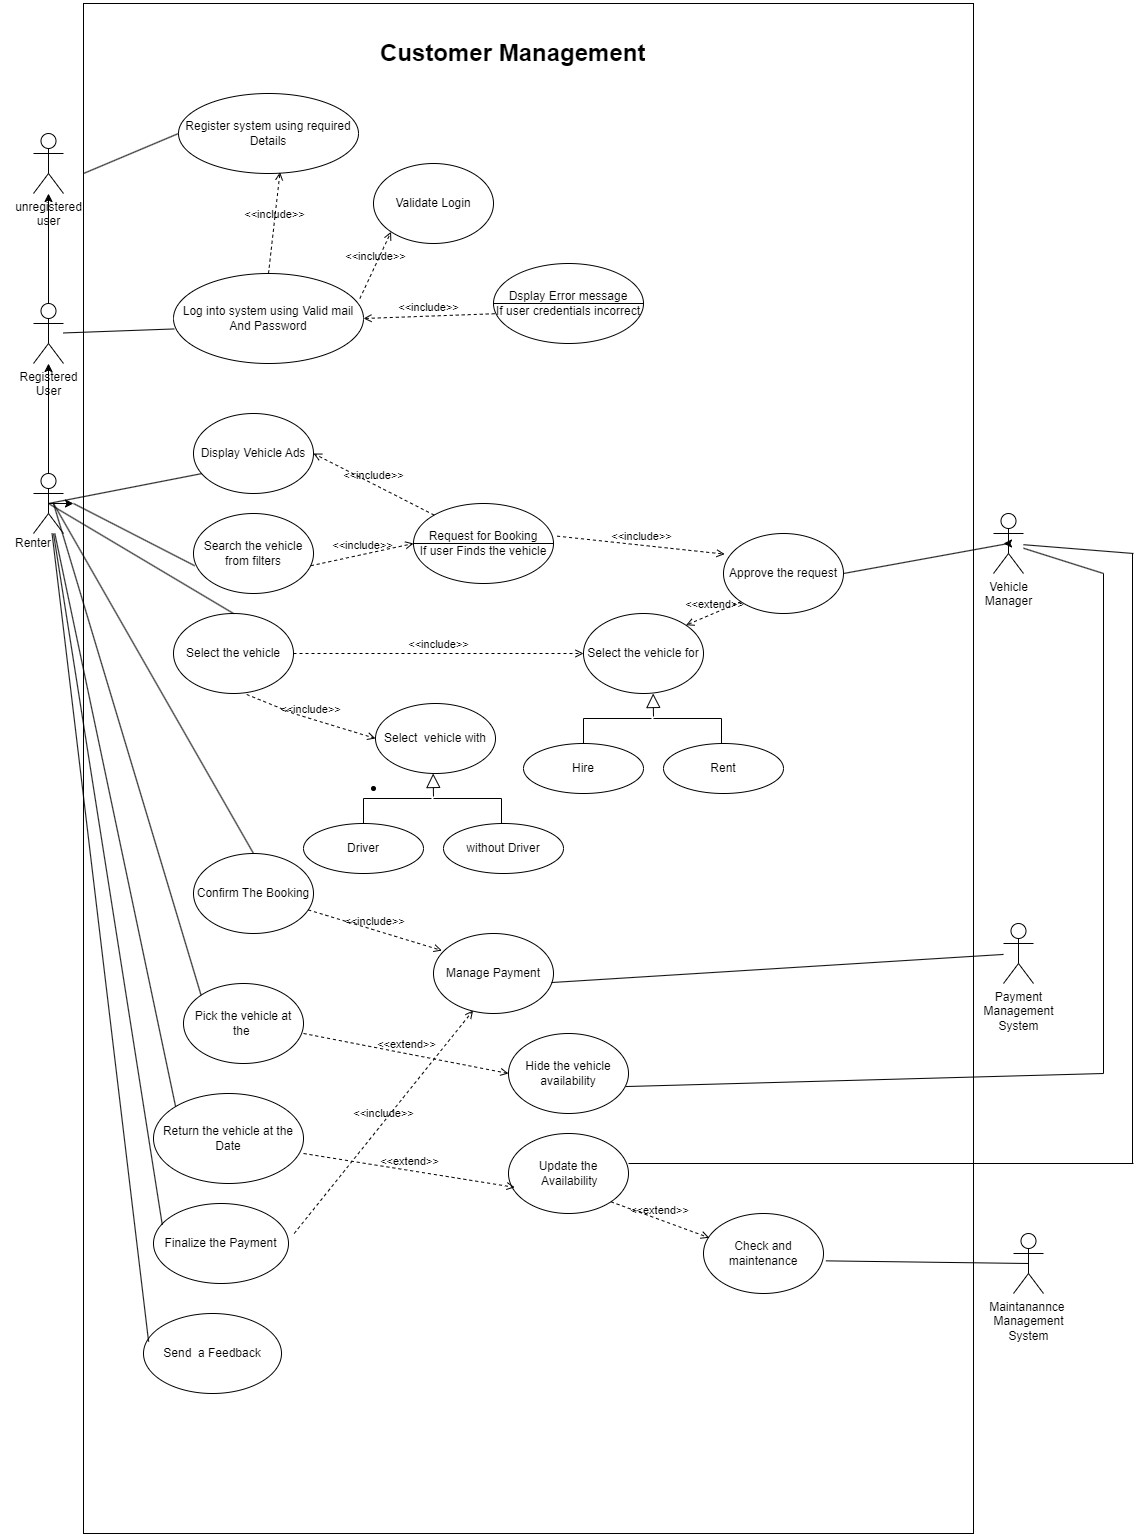 Customer Management
Register system using required
Details
unregistered
user
Validate Login
<<include>>
<<include>>
Log into system using Valid mail
And Password
<<include>>
Dsplay Error message
If user credentials incorrect
Registered
User
Display Vehicle Ads
<<include>>
Renter
Search the vehicle
from filters
<<include>>
Request for Booking
If user Finds the vehicle
<<include>>
Approve the request
Vehicle
Manager
<<extend>>
Select the vehicle
<<include>>
Select the vehicle for
<<include>>
Select  vehicle with
Hire
Rent
Driver
without Driver
Confirm The Booking
<<include>>
Manage Payment
Payment
Management
System
Pick the vehicle at
the
<<extend>>
Hide the vehicle
availability
<<include>>
Return the vehicle at the
Date
<<extend>>
Update the
Availability
<<extend>>
Finalize the Payment
Check and
maintenance
Maintanannce
Management
System
Send  a Feedback